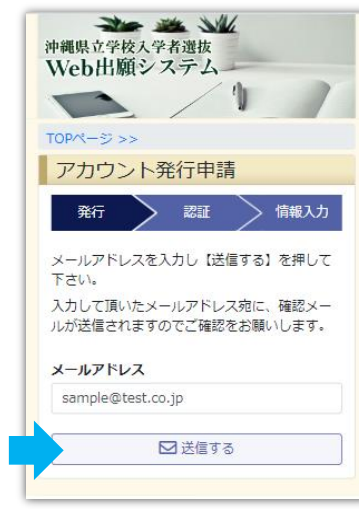 沖縄県立学校入学者選抜
Web出願システム
TOPページ >>
アカウント発行申請
発行 認証 情報入力
メールアドレスを入力し【送信する】を押して
下さい。
入力して頂いたメールアドレス宛に、確認メー
ルが送信されますのでご確認をお願いします。
メールアドレス
sample@test.co.jp
送信する